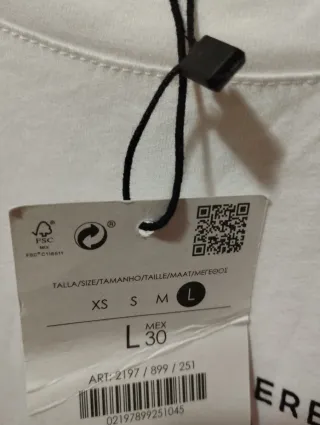 ®
FSC
MIX
TALLA/SIZE/TAMANHO/TAILLE/MAAT/ΜΕΓΕΘΟΣ
XS S M L
L MEX 30
ART: 2197 / 899 / 251
02197899251045
ERE